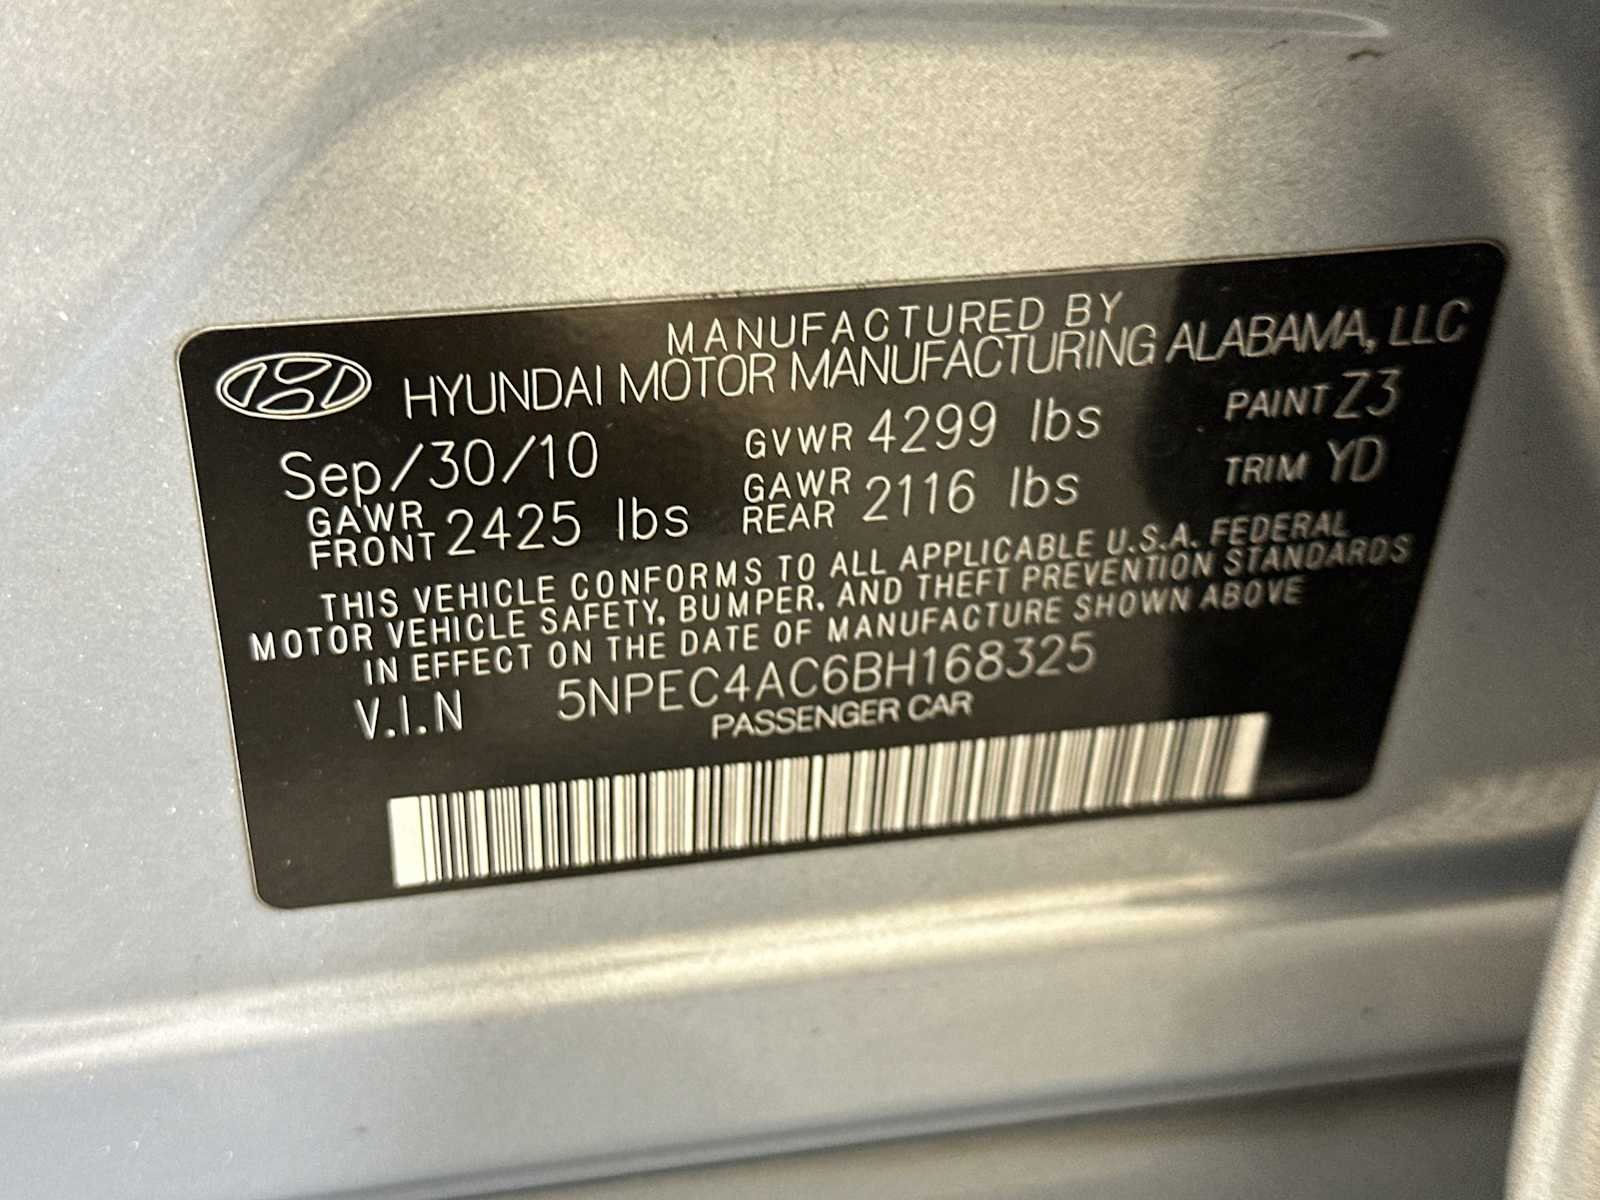 MANUFACTURED BY
HYUNDAI MOTOR MANUFACTURING ALABAMA, LLC
Sep/30/10 GVWR 4299 lbs PAINT Z3
GAWR FRONT 2425 lbs GAWR REAR 2116 lbs TRIM YD
THIS VEHICLE CONFORMS TO ALL APPLICABLE U.S.A. FEDERAL
MOTOR VEHICLE SAFETY, BUMPER, AND THEFT PREVENTION STANDARDS
IN EFFECT ON THE DATE OF MANUFACTURE SHOWN ABOVE
V.I.N 5NPEC4AC6BH168325
PASSENGER CAR